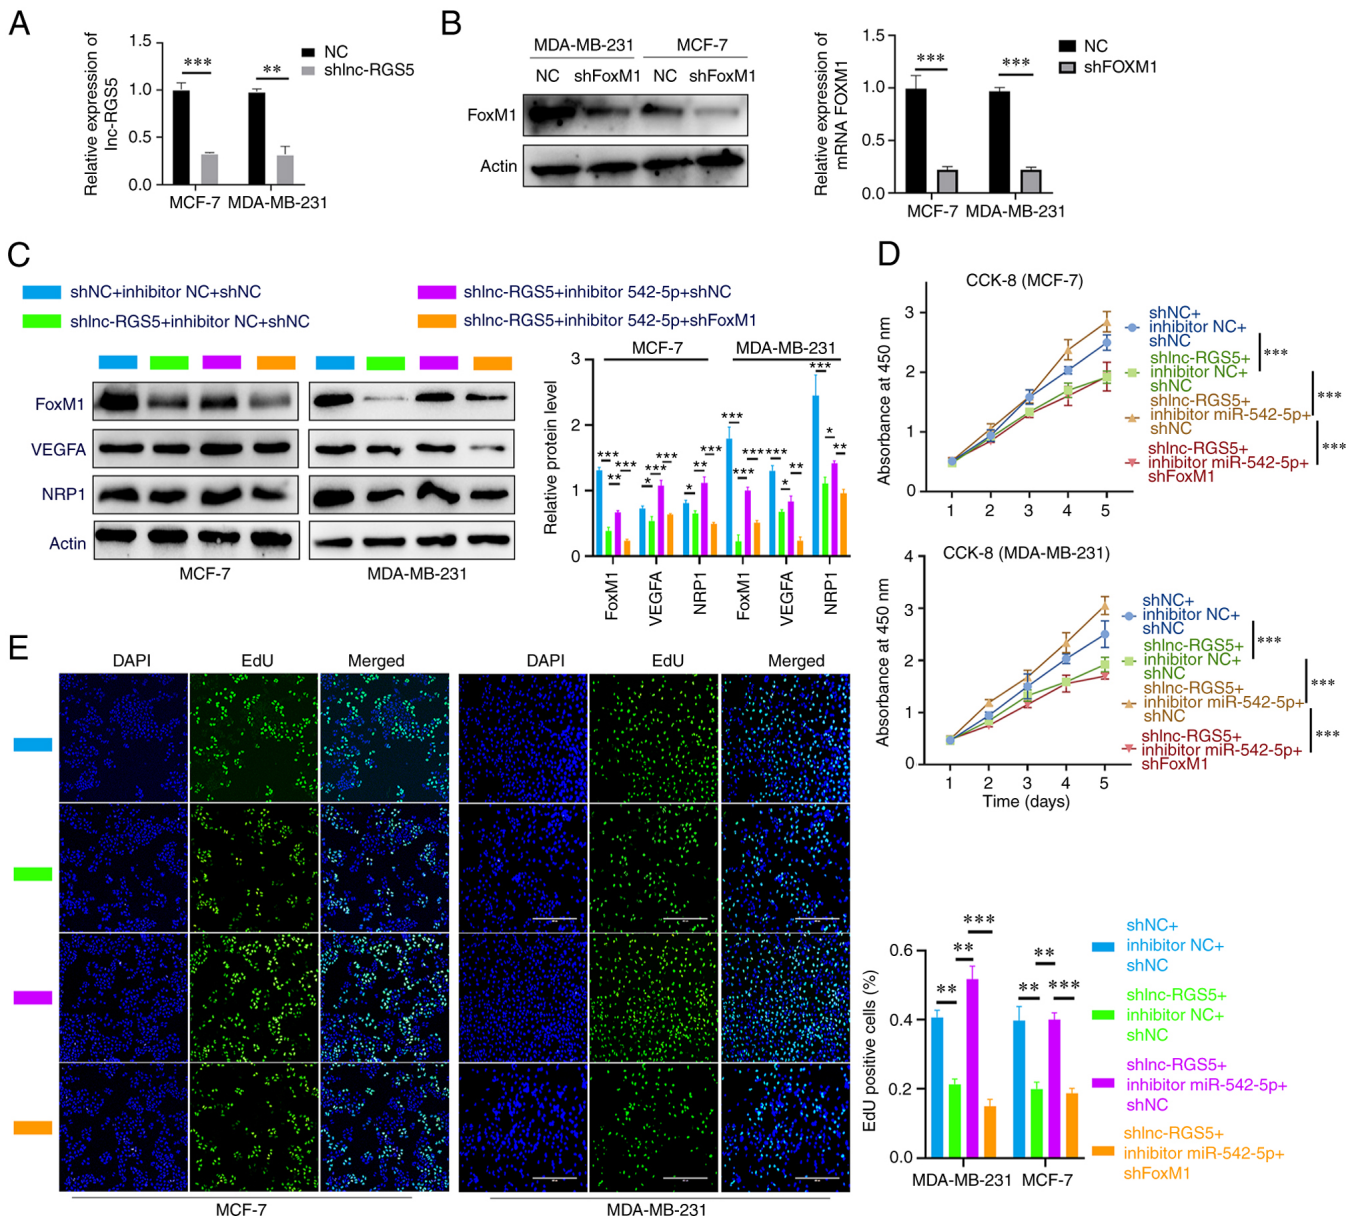 A
Relative expression of
lnc-RGS5
1.5
1.0
0.5
0.0
***
**
NC
shlnc-RGS5
MCF-7 MDA-MB-231
B
MDA-MB-231 MCF-7
NC shFoxM1 NC shFoxM1
FoxM1
Actin
Relative expression of
mRNA FOXM1
1.5
1.0
0.5
0.0
***
***
NC
shFOXM1
MCF-7 MDA-MB-231
C
shNC+inhibitor NC+shNC
shlnc-RGS5+inhibitor 542-5p+shNC
shlnc-RGS5+inhibitor NC+shNC
shlnc-RGS5+inhibitor 542-5p+shFoxM1
FoxM1
VEGFA
NRP1
Actin
MCF-7
MDA-MB-231
Relative protein level
3
2
1
0
MCF-7 MDA-MB-231
FoxM1
VEGFA
NRP1
FoxM1
VEGFA
NRP1
D
CCK-8 (MCF-7)
Absorbance at 450 nm
3
2
1
0
1 2 3 4 5
shNC+
inhibitor NC+
shNC
shlnc-RGS5+
inhibitor NC+
shNC
shlnc-RGS5+
inhibitor miR-542-5p+
shNC
shlnc-RGS5+
inhibitor miR-542-5p+
shFoxM1
***
***
***
CCK-8 (MDA-MB-231)
Absorbance at 450 nm
4
3
2
1
0
1 2 3 4 5
Time (days)
shNC+
inhibitor NC+
shNC
shlnc-RGS5+
inhibitor NC+
shNC
shlnc-RGS5+
inhibitor miR-542-5p+
shNC
shlnc-RGS5+
inhibitor miR-542-5p+
shFoxM1
***
***
***
E
DAPI EdU Merged DAPI EdU Merged
MCF-7
MDA-MB-231
EdU positive cells (%)
0.6
0.4
0.2
0.0
**
**
***
**
**
***
MDA-MB-231 MCF-7
shNC+
inhibitor NC+
shNC
shlnc-RGS5+
inhibitor NC+
shNC
shlnc-RGS5+
inhibitor miR-542-5p+
shNC
shlnc-RGS5+
inhibitor miR-542-5p+
shFoxM1